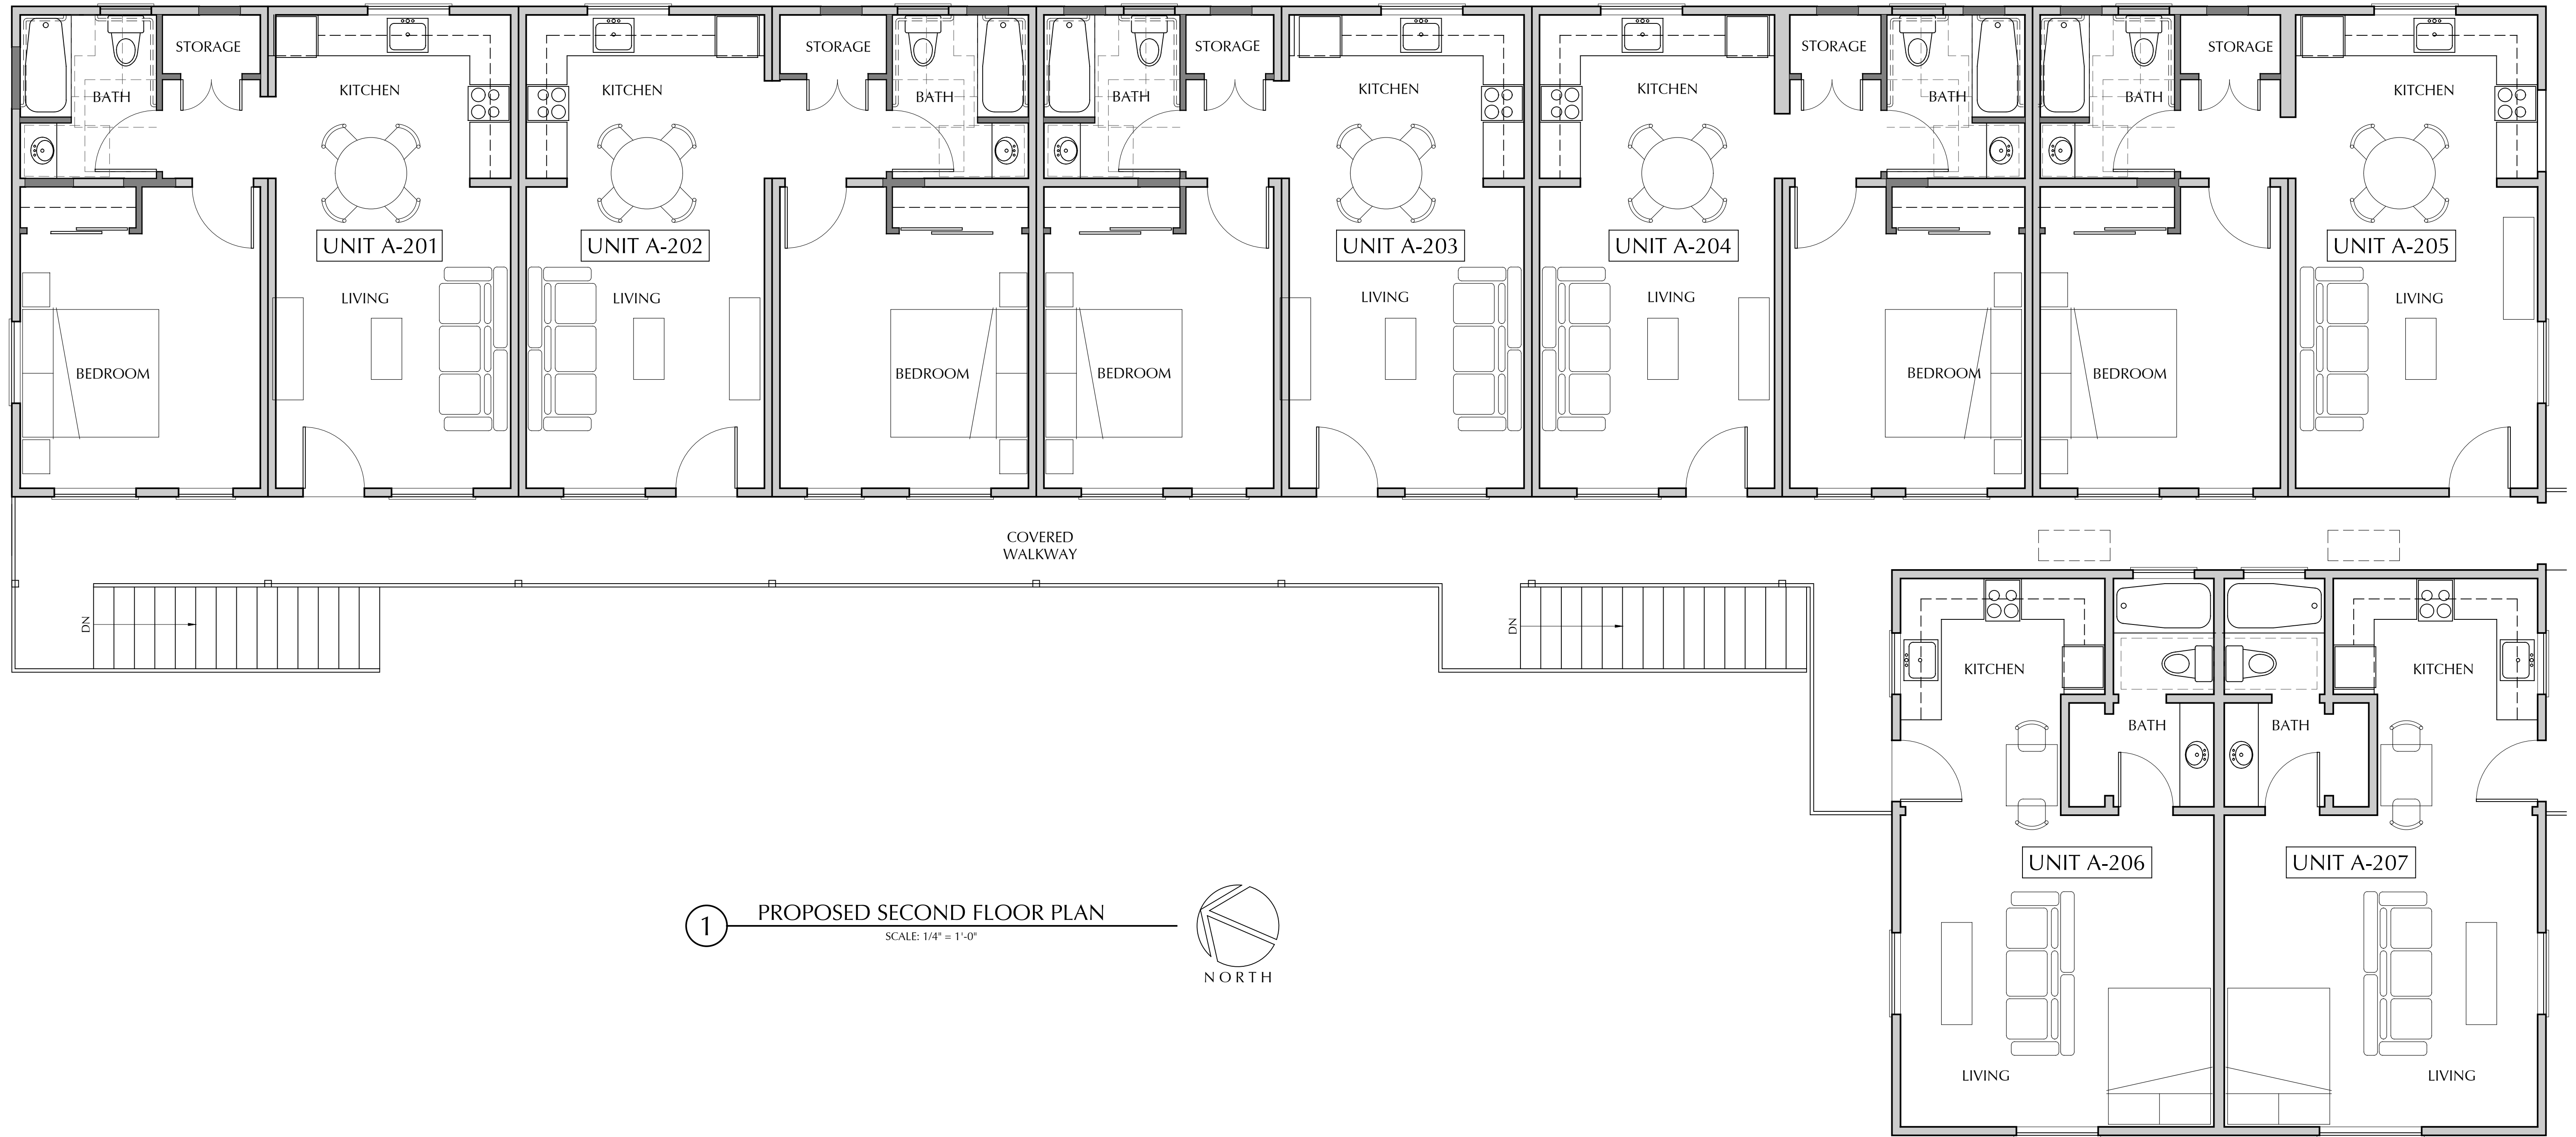 STORAGE
BATH
KITCHEN
UNIT A-201
LIVING
BEDROOM
KITCHEN
UNIT A-202
LIVING
STORAGE
BATH
BEDROOM
STORAGE
BATH
BEDROOM
KITCHEN
UNIT A-203
LIVING
KITCHEN
UNIT A-204
LIVING
STORAGE
BATH
BEDROOM
STORAGE
BATH
BEDROOM
KITCHEN
UNIT A-205
LIVING
COVERED
WALKWAY
DN
DN
KITCHEN
BATH
UNIT A-206
LIVING
KITCHEN
BATH
UNIT A-207
LIVING
1
PROPOSED SECOND FLOOR PLAN
SCALE: 1/4" = 1'-0"
NORTH